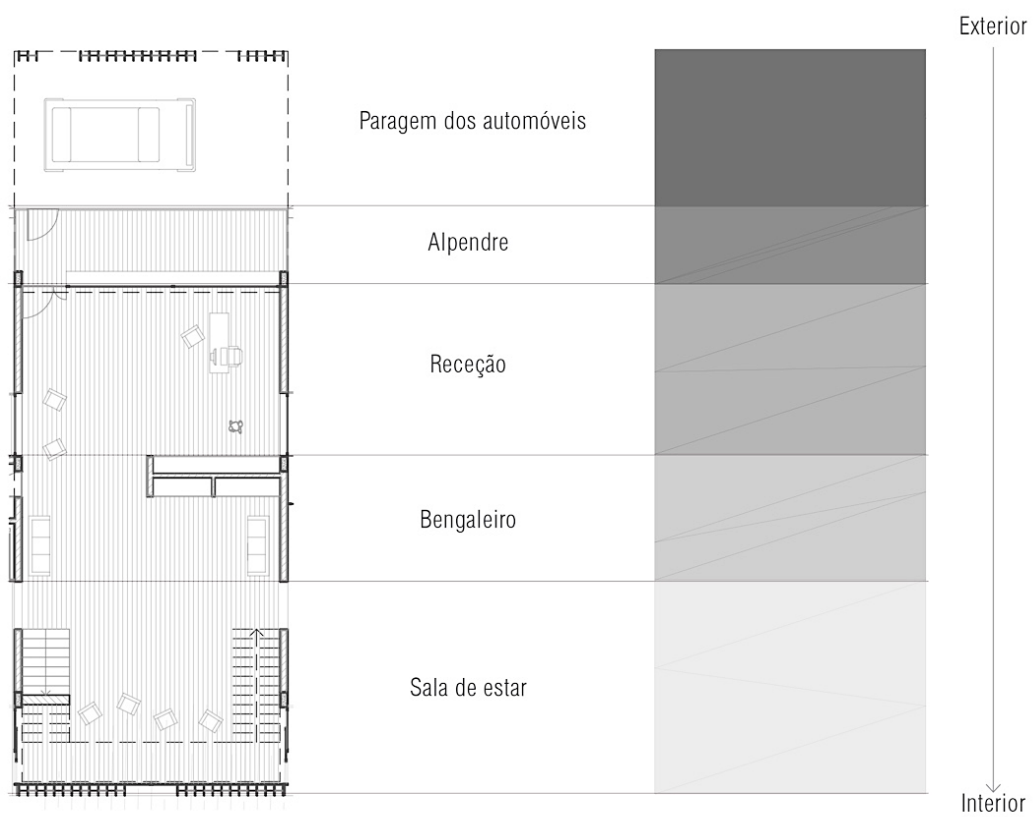 Exterior
Paragem dos automóveis
Alpendre
Receção
Bengaleiro
Sala de estar
Interior